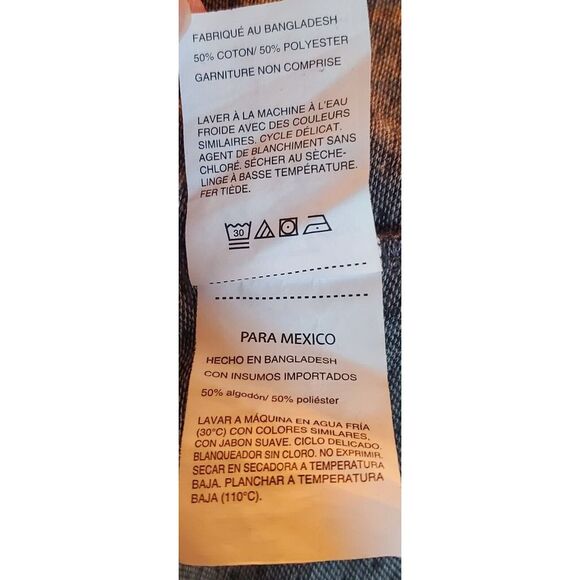 FABRIQUÉ AU BANGLADESH
50% COTON/ 50% POLYESTER
GARNITURE NON COMPRISE
LAVER À LA MACHINE À L'EAU
FROIDE AVEC DES COULEURS
SIMILAIRES. CYCLE DÉLICAT.
AGENT DE BLANCHIMENT SANS
CHLORÉ. SÉCHER AU SÈCHE-
LINGE À BASSE TEMPÉRATURE.
FER TIÈDE.
30
PARA MEXICO
HECHO EN BANGLADESH
CON INSUMOS IMPORTADOS
50% algodón/ 50% poliéster
LAVAR A MÁQUINA EN AGUA FRÍA
(30°C) CON COLORES SIMILARES,
CON JABON SUAVE. CICLO DELICADO.
BLANQUEADOR SIN CLORO. NO EXPRIMIR.
SECAR EN SECADORA A TEMPERATURA
BAJA. PLANCHAR A TEMPERATURA
BAJA (110°C).